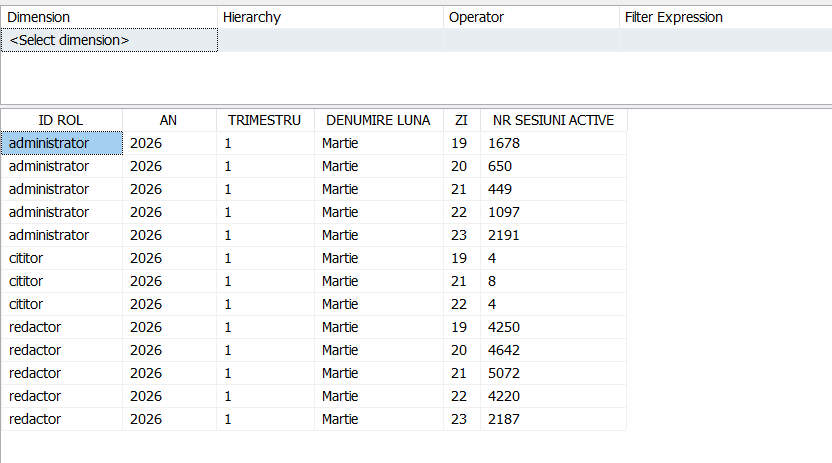 Dimension Hierarchy Operator Filter Expression
<Select dimension>
ID ROL AN TRIMESTRU DENUMIRE LUNA ZI NR SESIUNI ACTIVE
administrator 2026 1 Martie 19 1678
administrator 2026 1 Martie 20 650
administrator 2026 1 Martie 21 449
administrator 2026 1 Martie 22 1097
administrator 2026 1 Martie 23 2191
cititor 2026 1 Martie 19 4
cititor 2026 1 Martie 21 8
cititor 2026 1 Martie 22 4
redactor 2026 1 Martie 19 4250
redactor 2026 1 Martie 20 4642
redactor 2026 1 Martie 21 5072
redactor 2026 1 Martie 22 4220
redactor 2026 1 Martie 23 2187